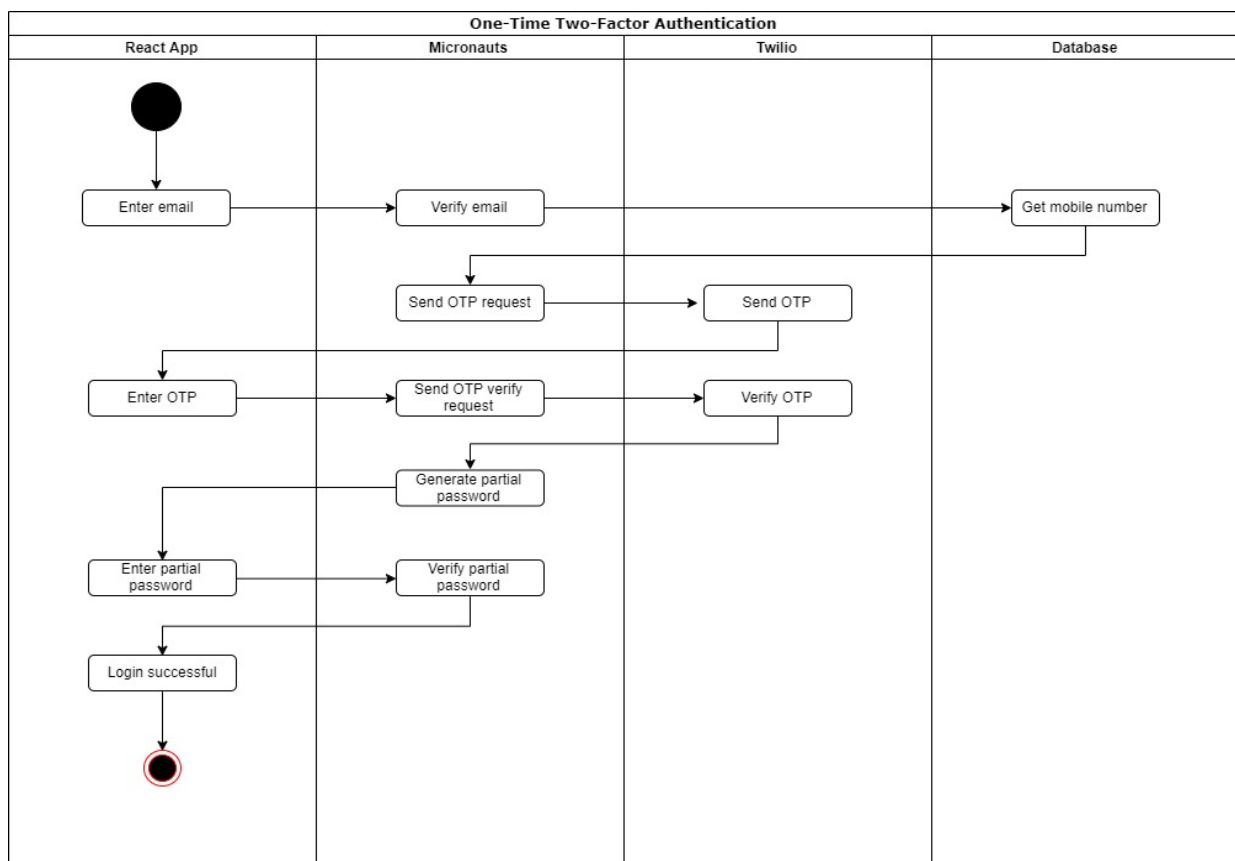 One-Time Two-Factor Authentication
React App
Micronauts
Twilio
Database
Enter email
Verify email
Get mobile number
Send OTP request
Send OTP
Enter OTP
Send OTP verify
request
Verify OTP
Generate partial
password
Enter partial
password
Verify partial
password
Login successful